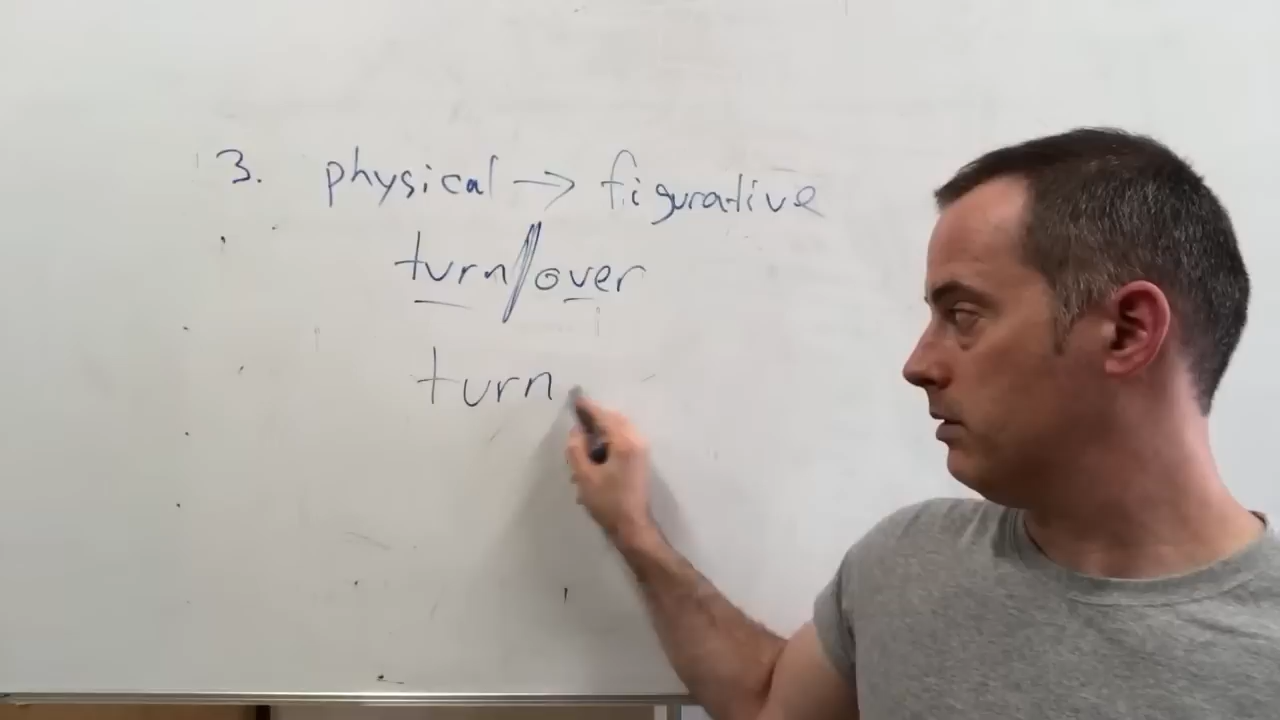 3. physical → figurative
turn//over
turn